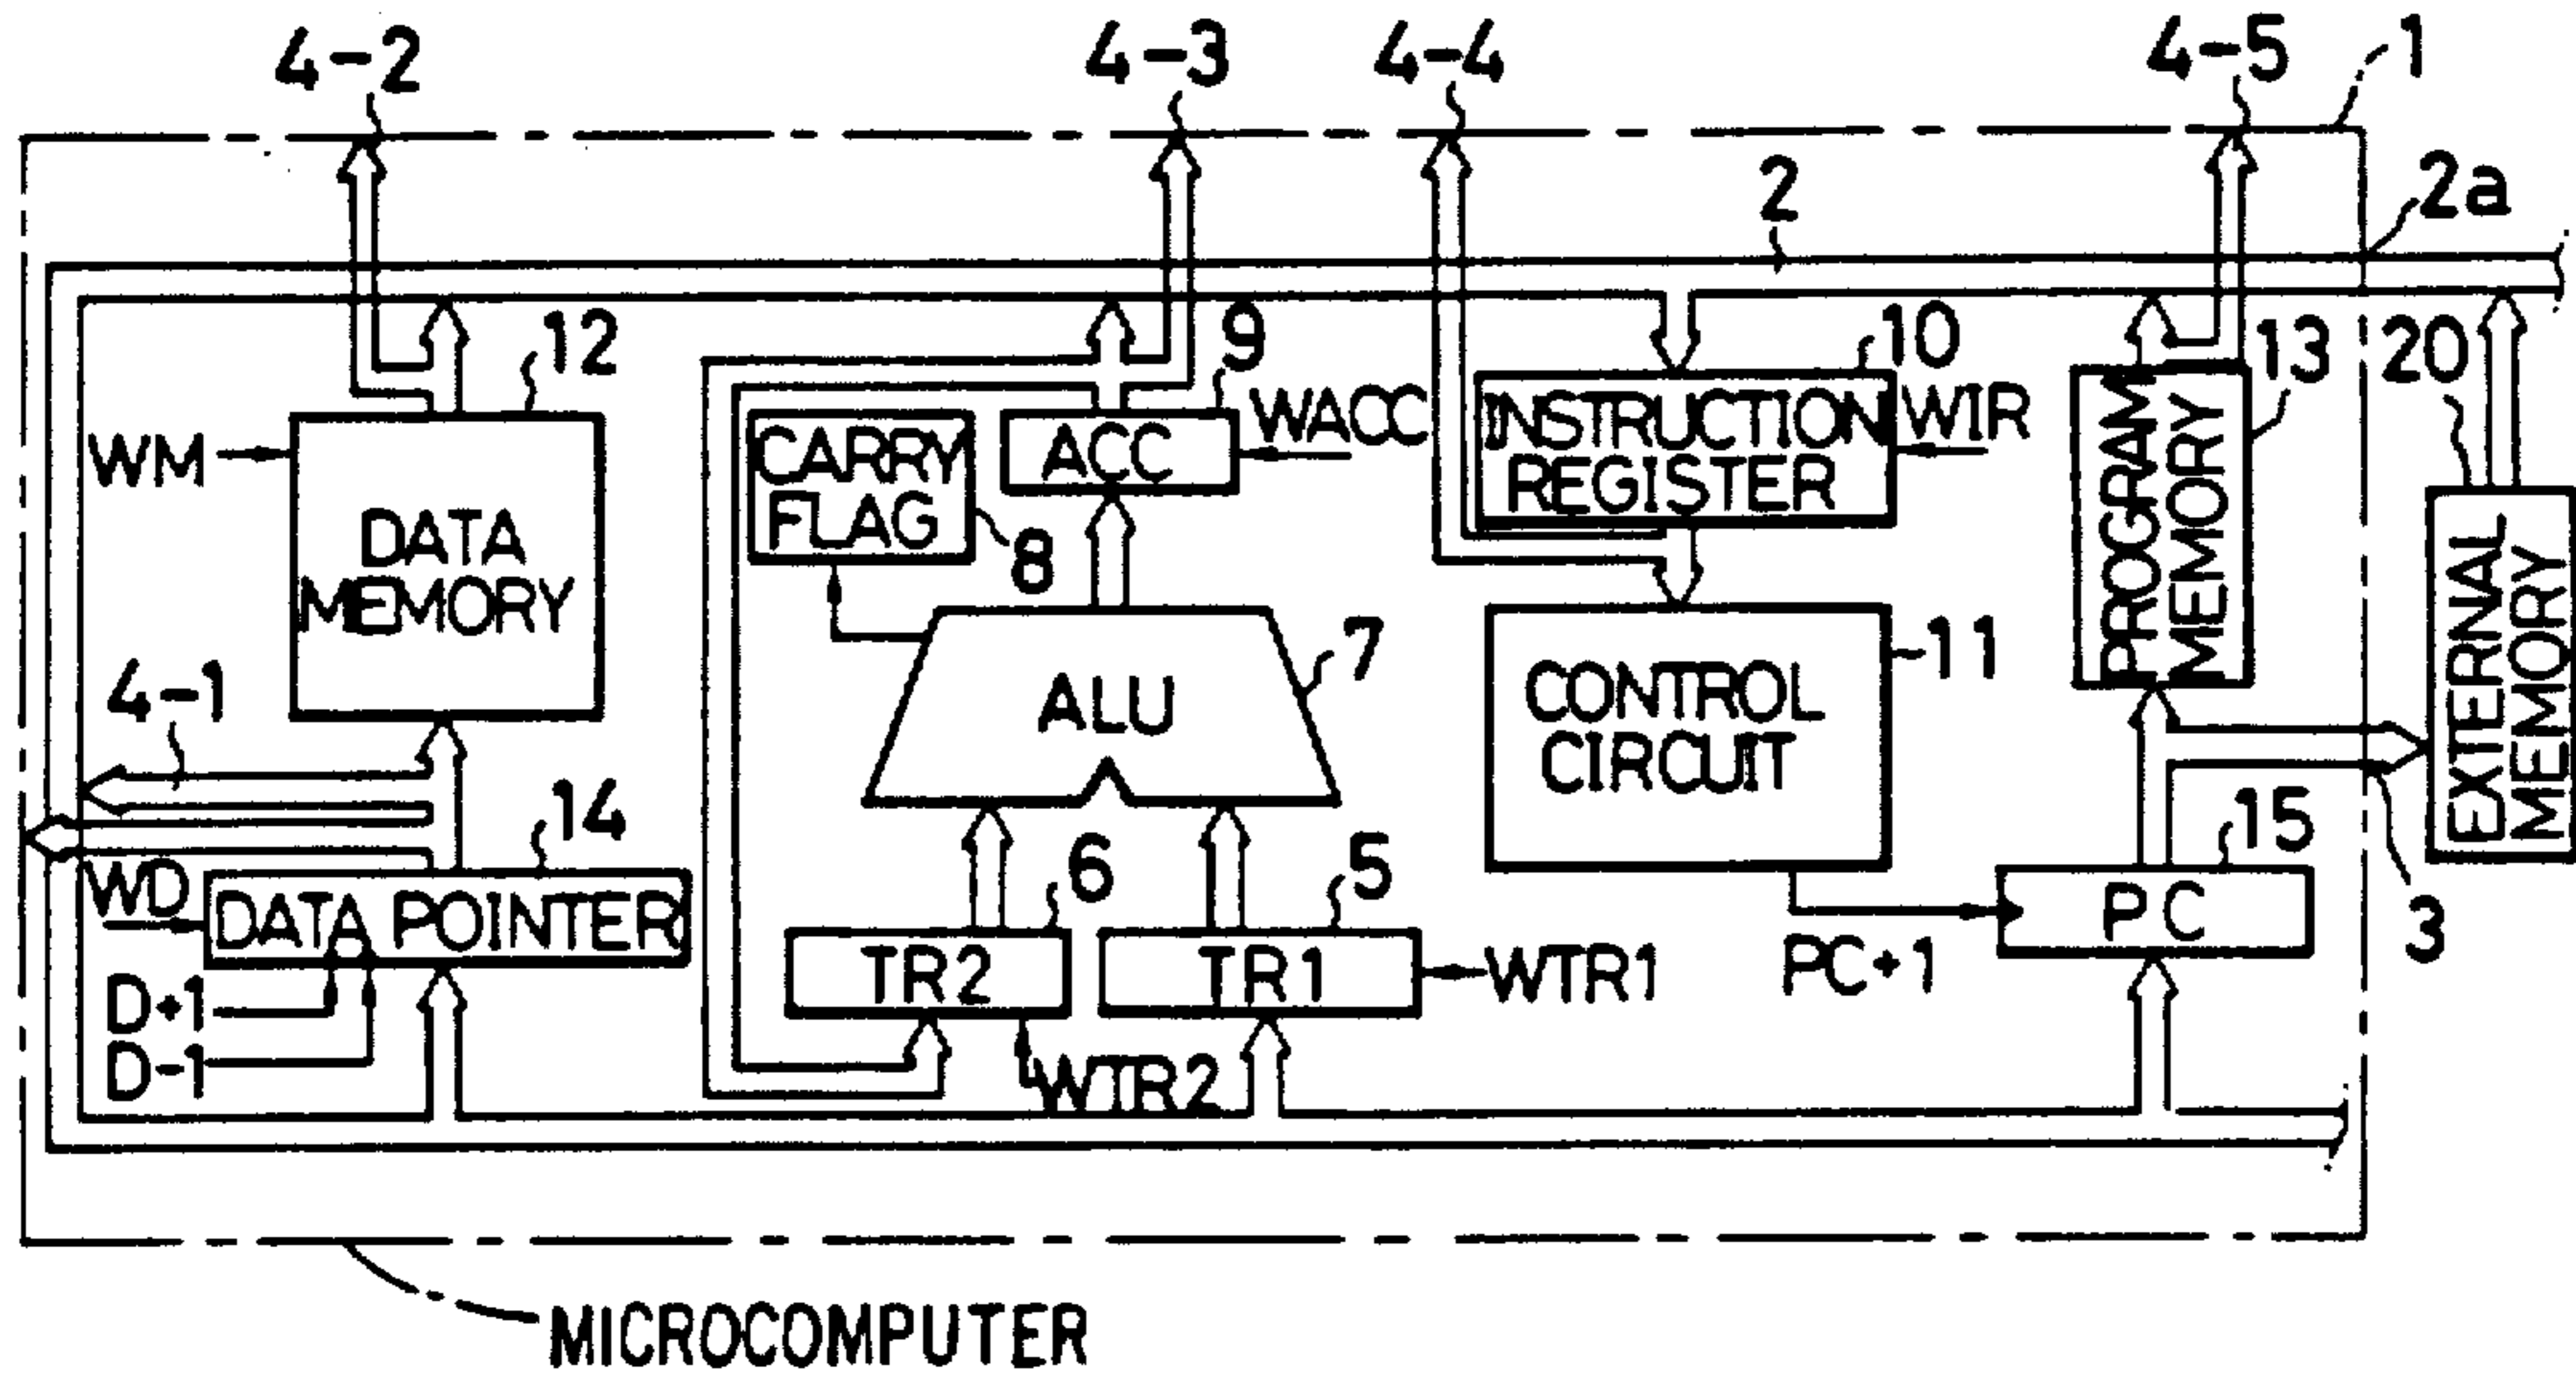 4-2
4-3
4-4
4-5
1
2
2a
12
9
10
13
20
WM
DATA
MEMORY
CARRY
FLAG
8
ACC
WACC
INSTRUCTION
REGISTER
WIR
PROGRAM
MEMORY
EXTERNAL
MEMORY
4-1
ALU
7
CONTROL
CIRCUIT
11
14
WD
DATA POINTER
D+1
D-1
6
5
TR2
TR1
WTR1
WTR2
PC+1
15
PC
3
MICROCOMPUTER